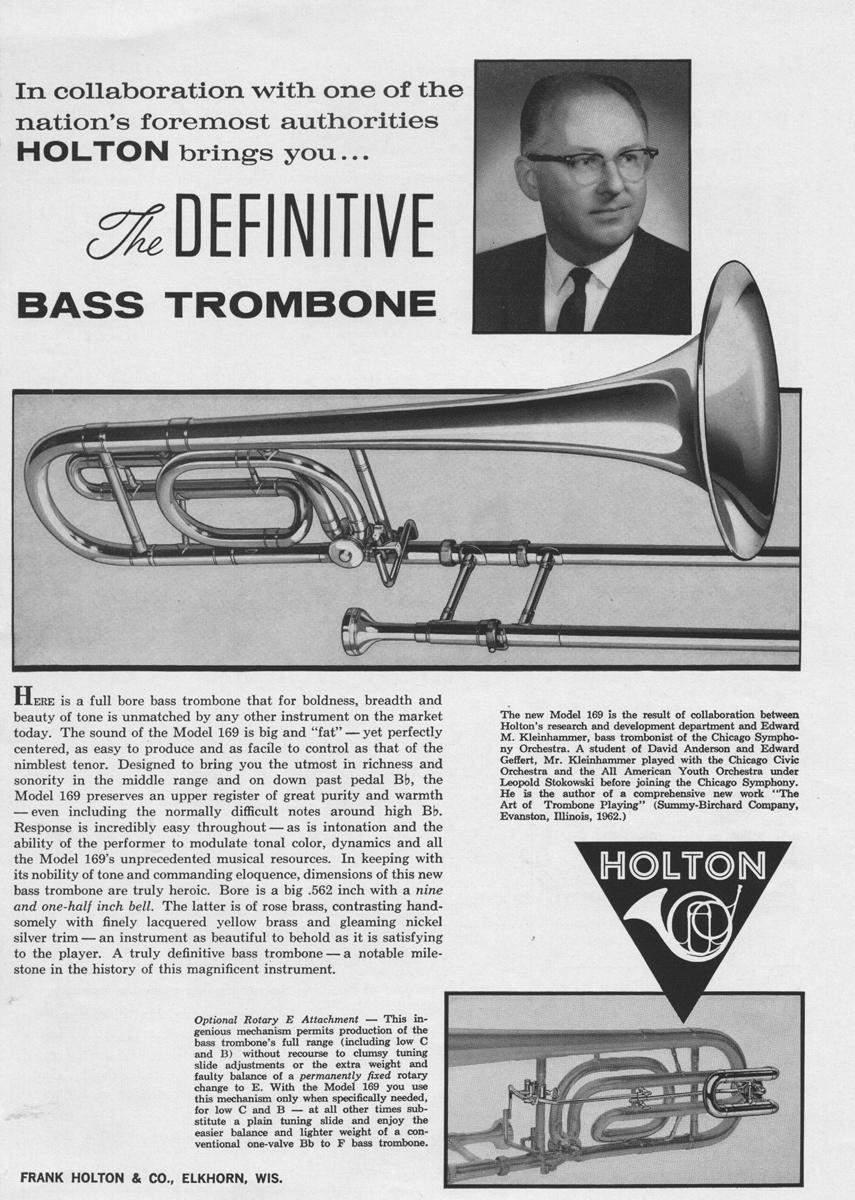 In collaboration with one of the
nation's foremost authorities
HOLTON brings you...
The DEFINITIVE
BASS TROMBONE
HERE is a full bore bass trombone that for boldness, breadth and
beauty of tone is unmatched by any other instrument on the market
today. The sound of the Model 169 is big and "fat" — yet perfectly
centered, as easy to produce and as facile to control as that of the
nimblest tenor. Designed to bring you the utmost in richness and
sonority in the middle range and on down past pedal B♭, the
Model 169 preserves an upper register of great purity and warmth
— even including the normally difficult notes around high B♭.
Response is incredibly easy throughout — as is intonation and the
ability of the performer to modulate tonal color, dynamics and all
the Model 169's unprecedented musical resources. In keeping with
its nobility of tone and commanding eloquence, dimensions of this new
bass trombone are truly heroic. Bore is a big .562 inch with a nine
and one-half inch bell. The latter is of rose brass, contrasting hand-
somely with finely lacquered yellow brass and gleaming nickel
silver trim — an instrument as beautiful to behold as it is satisfying
to the player. A truly definitive bass trombone — a notable mile-
stone in the history of this magnificent instrument.
The new Model 169 is the result of collaboration between
Holton's research and development department and Edward
M. Kleinhammer, bass trombonist of the Chicago Sympho-
ny Orchestra. A student of David Anderson and Edward
Geffert, Mr. Kleinhammer played with the Chicago Civic
Orchestra and the All American Youth Orchestra under
Leopold Stokowski before joining the Chicago Symphony.
He is the author of a comprehensive new work "The
Art of Trombone Playing" (Summy-Birchard Company,
Evanston, Illinois, 1962.)
HOLTON
Optional Rotary E Attachment — This in-
genious mechanism permits production of the
bass trombone's full range (including low C
and B) without recourse to clumsy tuning
slide adjustments or the extra weight and
faulty balance of a permanently fixed rotary
change to E. With the Model 169 you use
this mechanism only when specifically needed,
for low C and B — at all other times sub-
stitute a plain tuning slide and enjoy the
easier balance and lighter weight of a con-
ventional one-valve Bb to F bass trombone.
FRANK HOLTON & CO., ELKHORN, WIS.